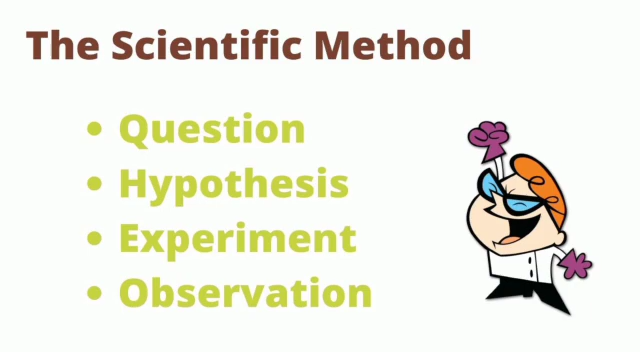 The Scientific Method
• Question
• Hypothesis
• Experiment
• Observation